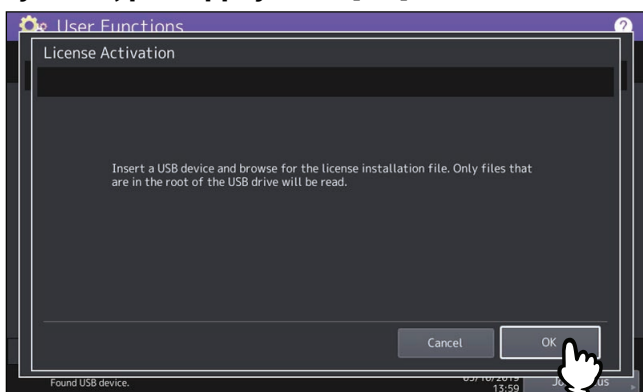 User Functions
?
License Activation
Insert a USB device and browse for the license installation file. Only files that
are in the root of the USB drive will be read.
Cancel
OK
Found USB device.
13:59